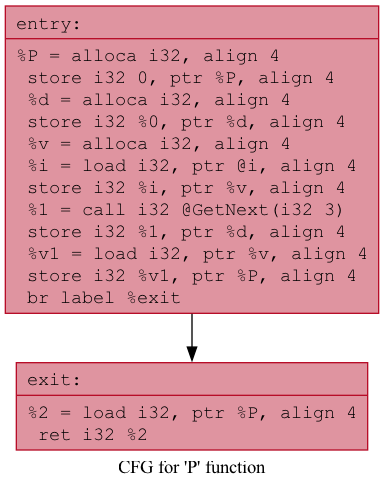 entry:
%P = alloca i32, align 4
store i32 0, ptr %P, align 4
%d = alloca i32, align 4
store i32 %0, ptr %d, align 4
%v = alloca i32, align 4
%i = load i32, ptr @i, align 4
store i32 %i, ptr %v, align 4
%1 = call i32 @GetNext(i32 3)
store i32 %1, ptr %d, align 4
%v1 = load i32, ptr %v, align 4
store i32 %v1, ptr %P, align 4
br label %exit
exit:
%2 = load i32, ptr %P, align 4
ret i32 %2
CFG for 'P' function